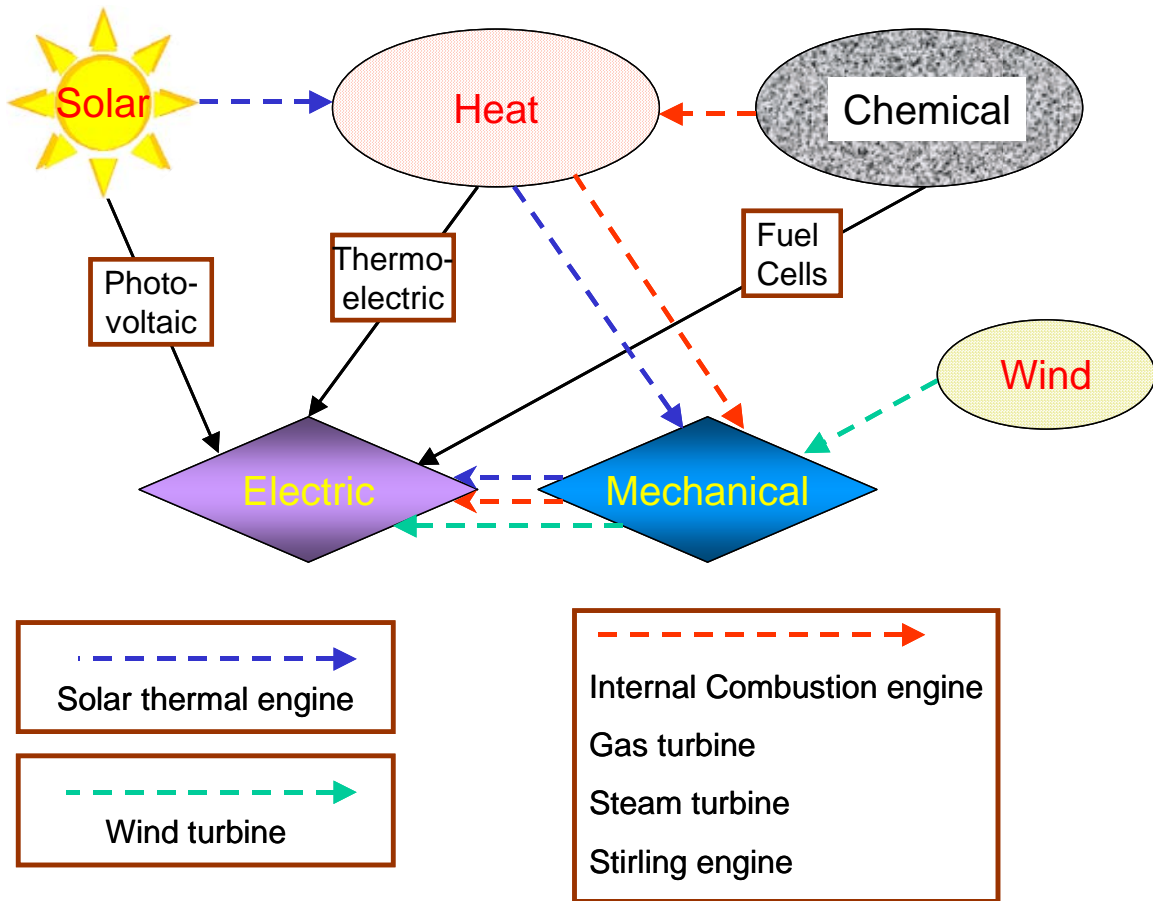 Solar
Heat
Chemical
Photo-
voltaic
Thermo-
electric
Fuel
Cells
Wind
Electric
Mechanical
Solar thermal engine
Wind turbine
Internal Combustion engine
Gas turbine
Steam turbine
Stirling engine